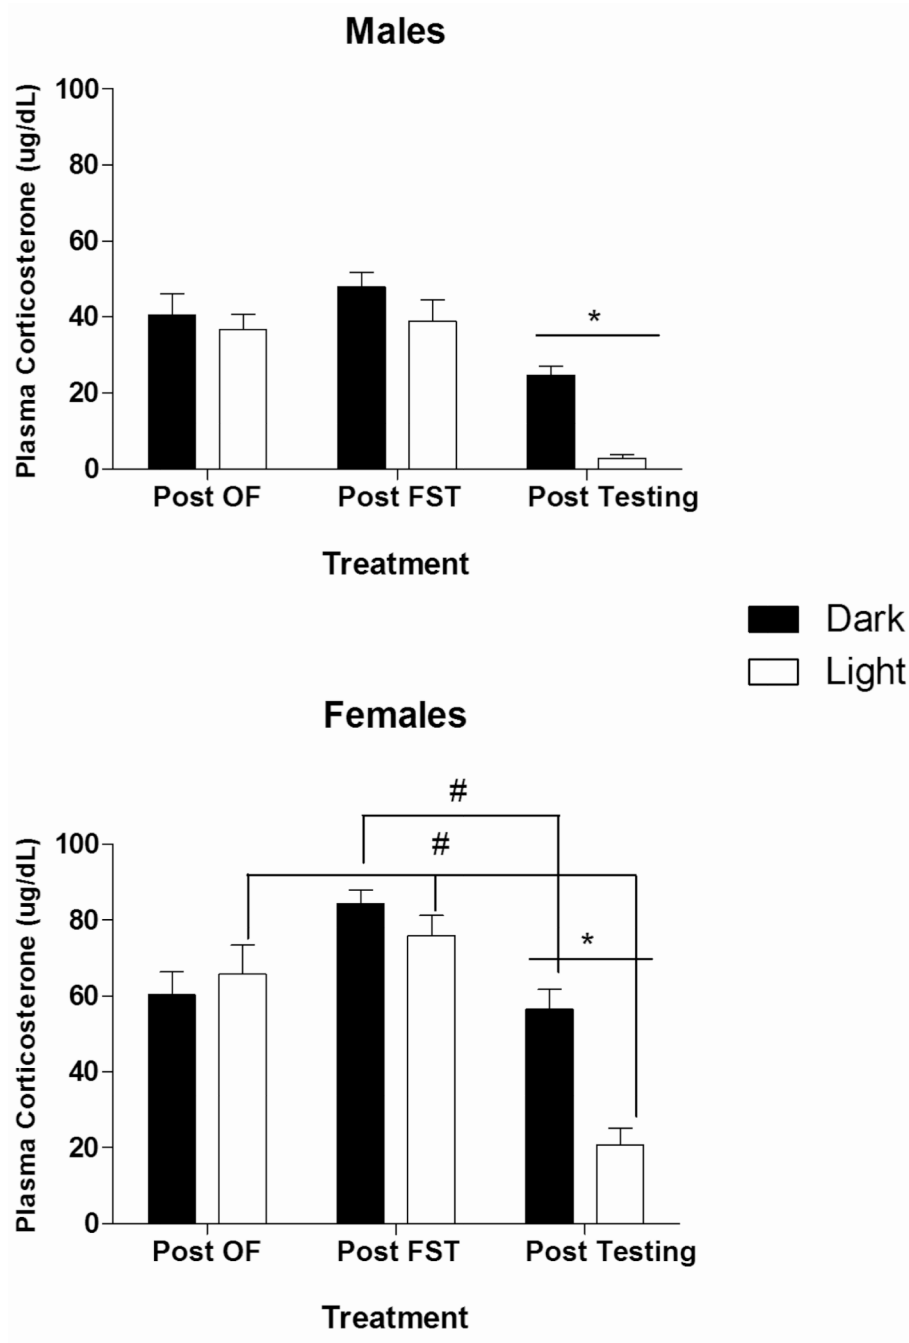 Males
Plasma Corticosterone (ug/dL)
100
80
60
40
20
0
*
Post OF Post FST Post Testing
Treatment
Dark
Light
Females
Plasma Corticosterone (ug/dL)
100
80
60
40
20
0
#
#
*
Post OF Post FST Post Testing
Treatment